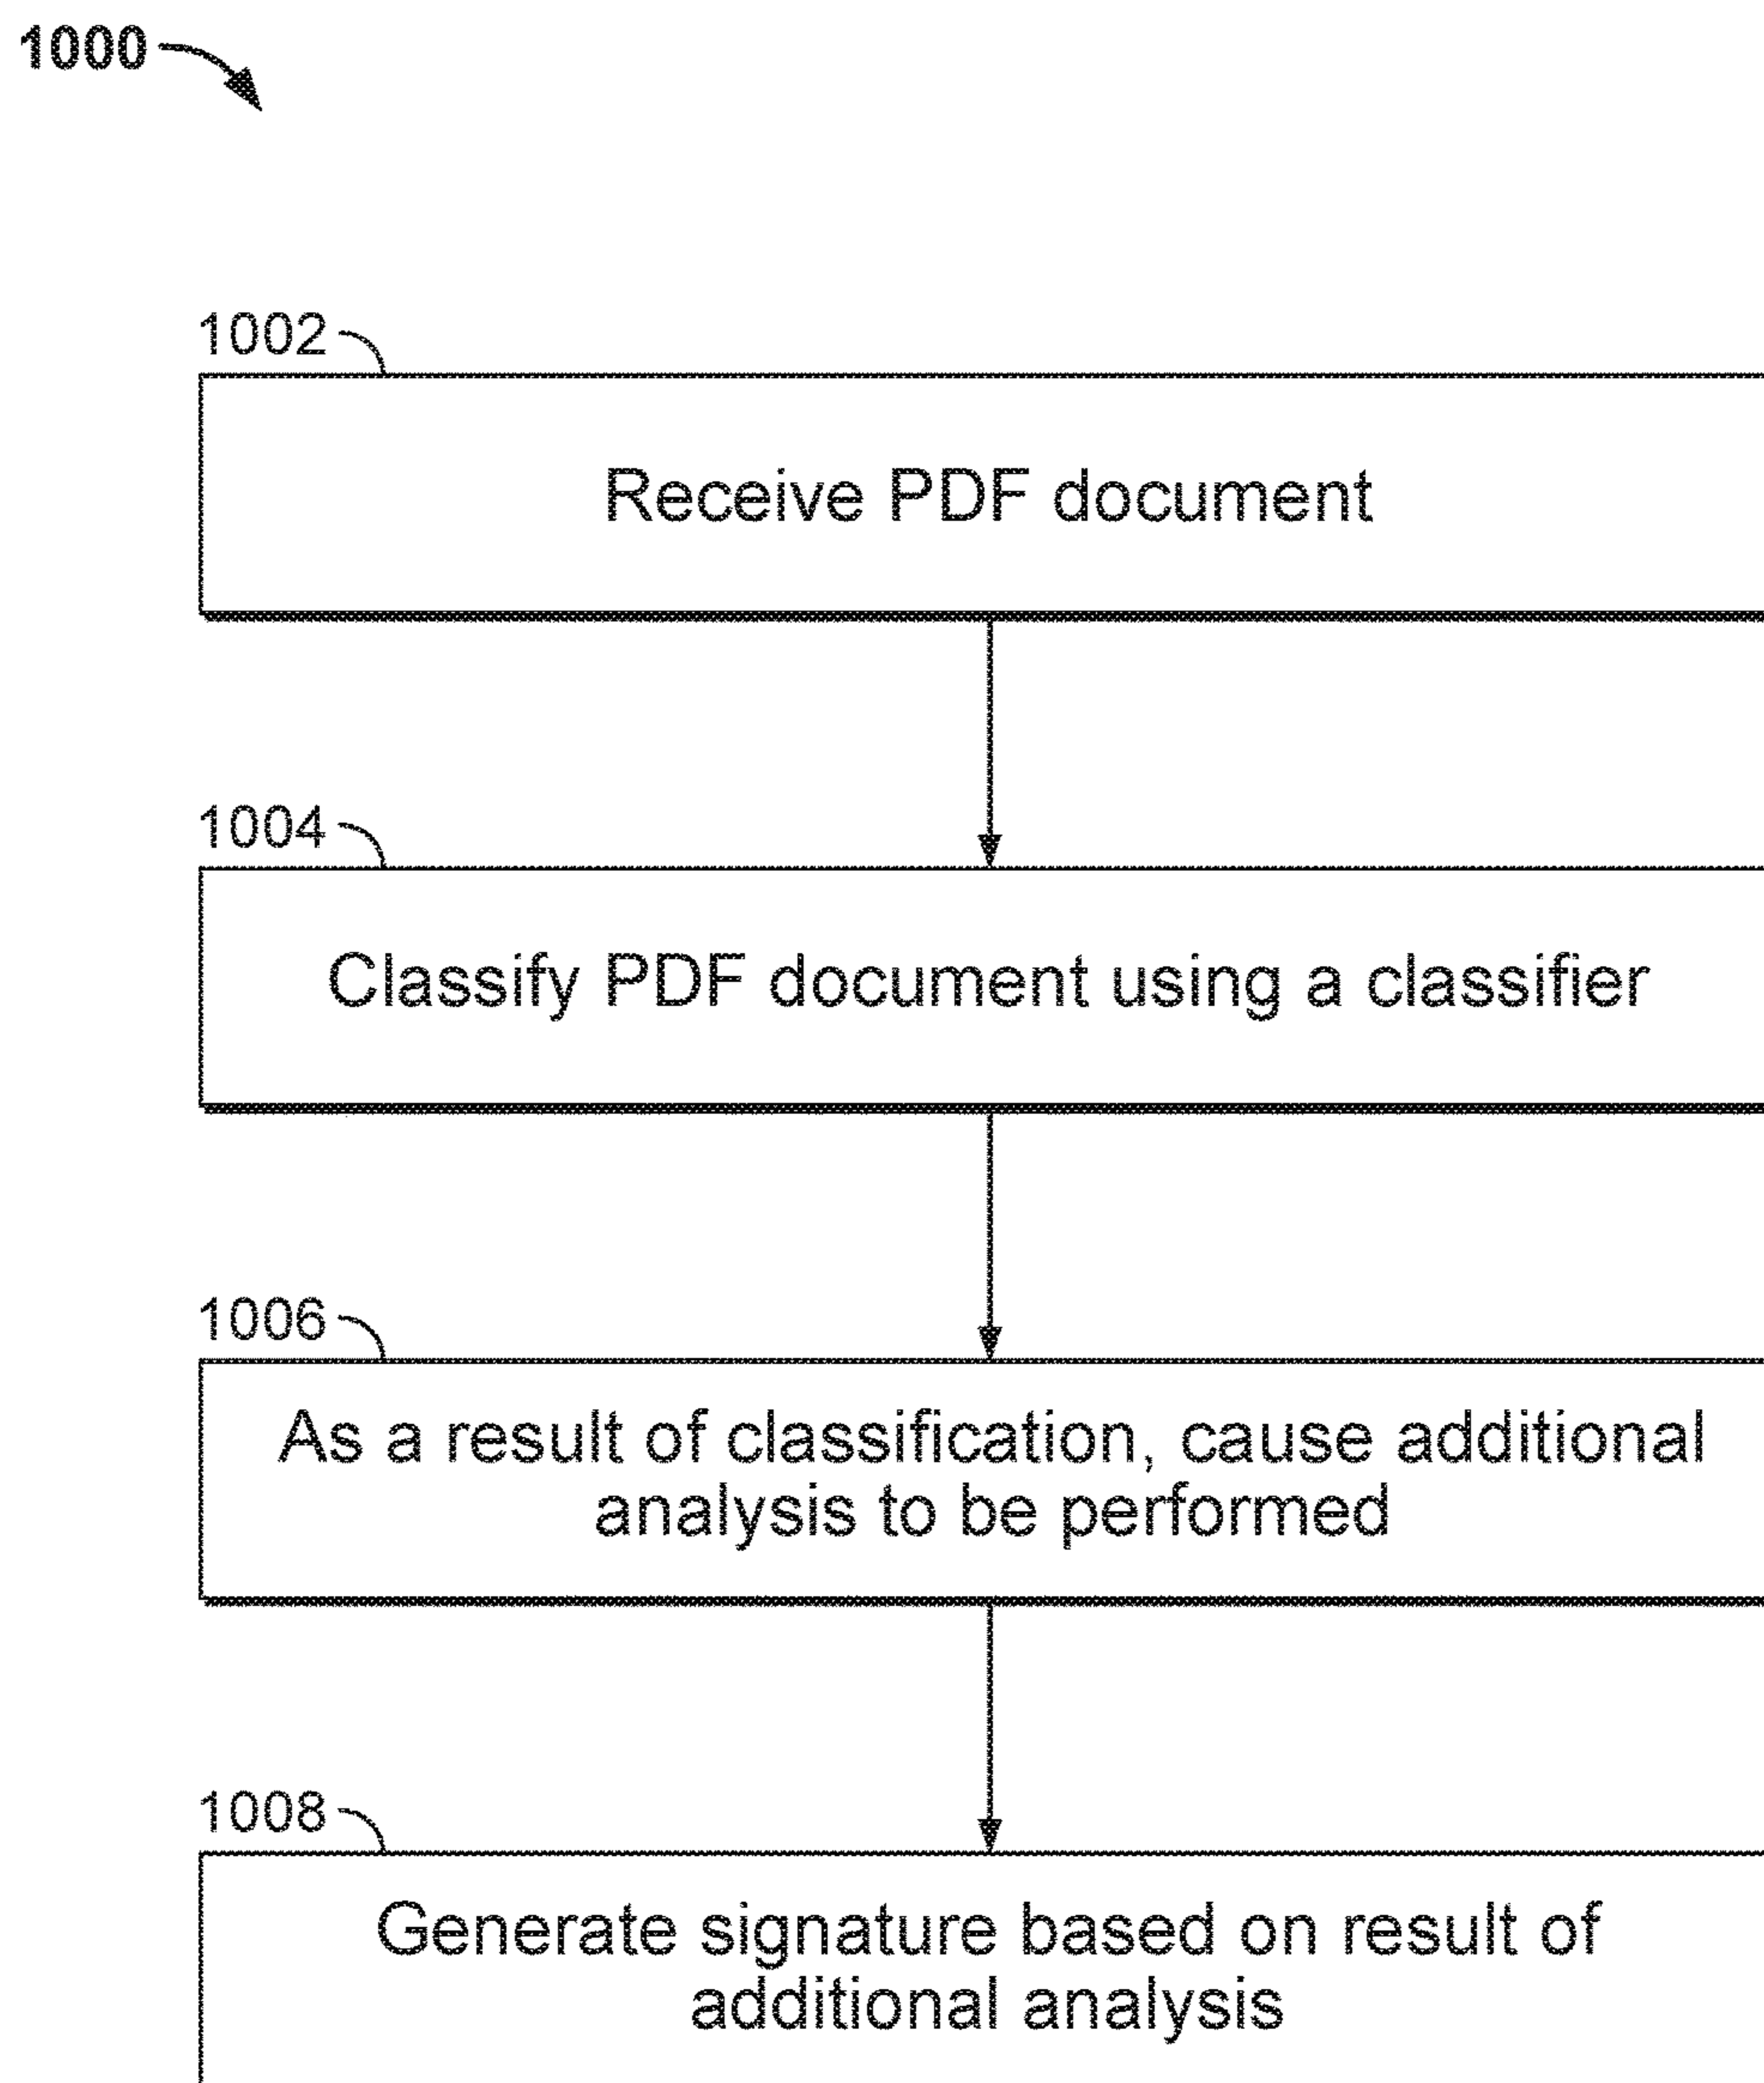 1000
1002
Receive PDF document
1004
Classify PDF document using a classifier
1006
As a result of classification, cause additional
analysis to be performed
1008
Generate signature based on result of
additional analysis